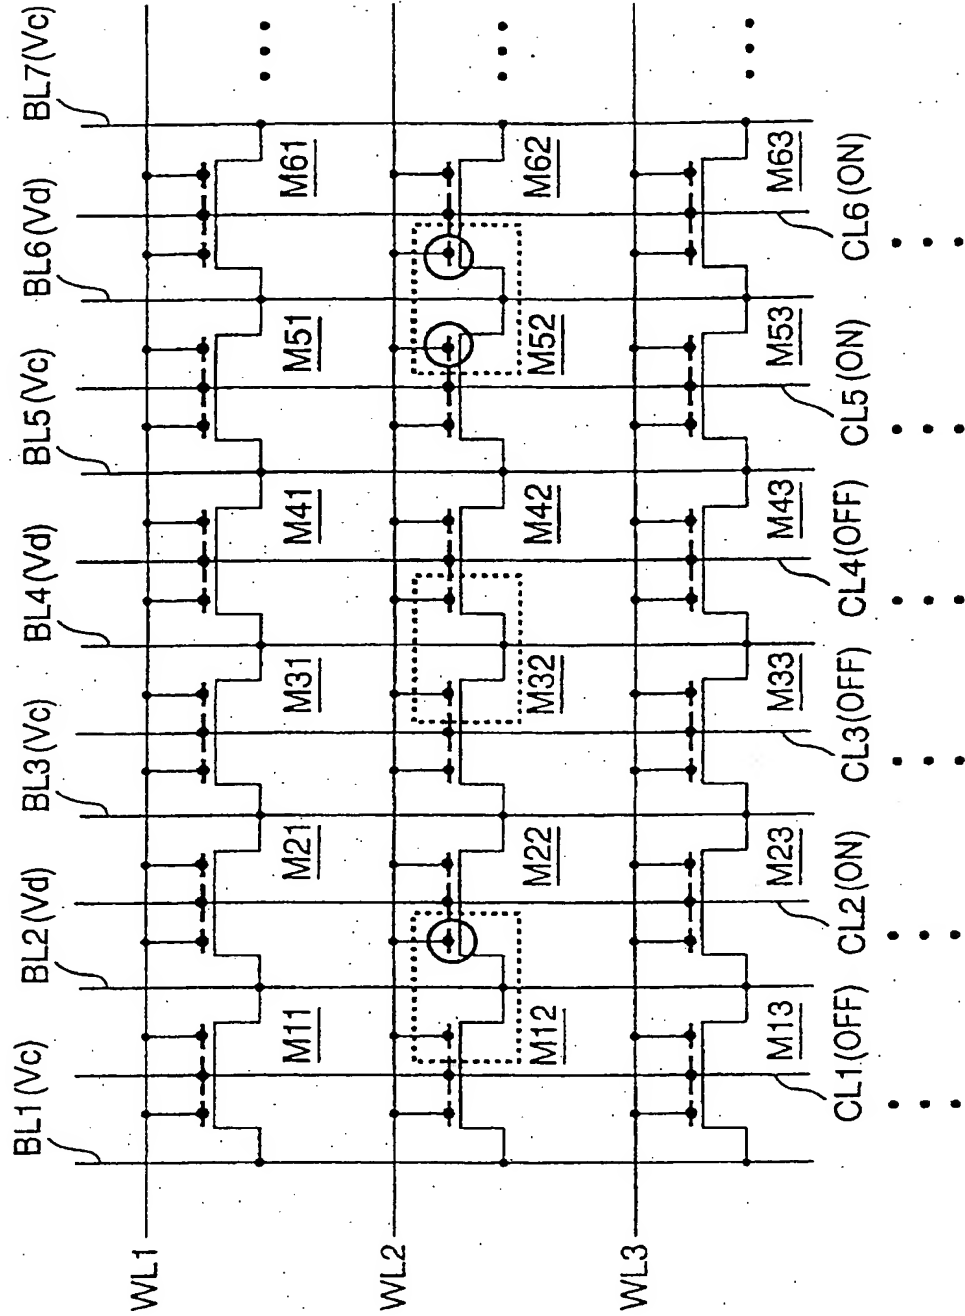 BL1(Vc)
BL2(Vd)
BL3(Vc)
BL4(Vd)
BL5(Vc)
BL6(Vd)
BL7(Vc)
WL1
M11
M21
M31
M41
M51
M61
WL2
M12
M22
M32
M42
M52
M62
WL3
M13
M23
M33
M43
M53
M63
CL1(OFF)
CL2(ON)
CL3(OFF)
CL4(OFF)
CL5(ON)
CL6(ON)